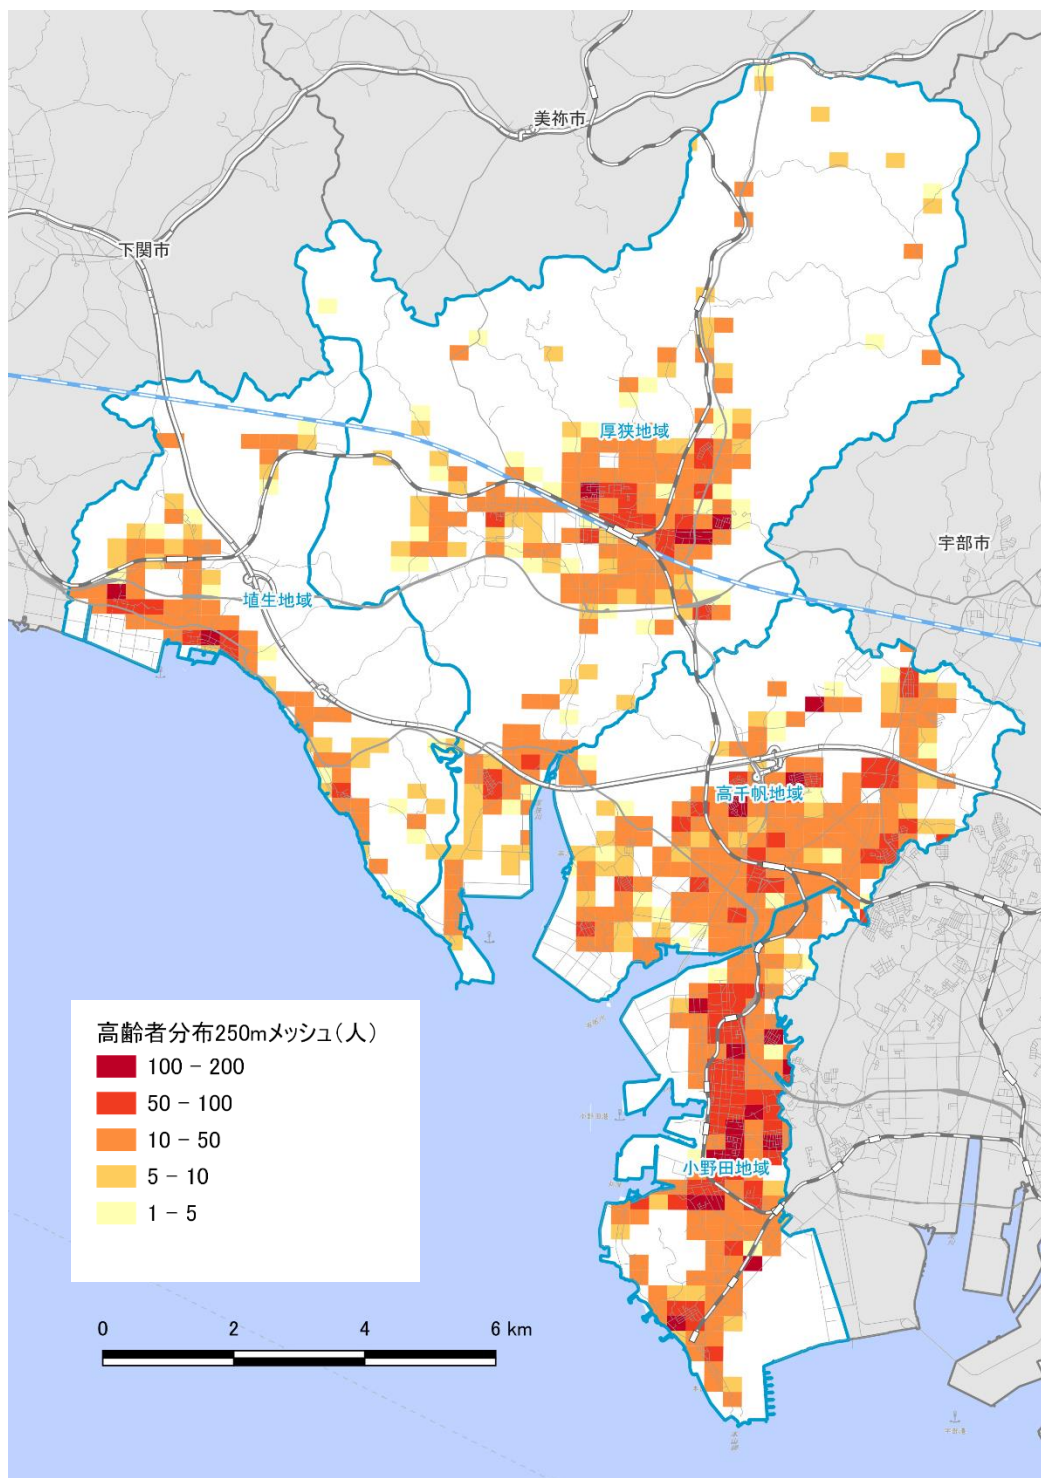 美祢市
下関市
厚狭地域
宇部市
埴生地域
高千帆地域
小野田地域
高齢者分布250mメッシュ(人)
100 - 200
50 - 100
10 - 50
5 - 10
1 - 5
0 2 4 6 km